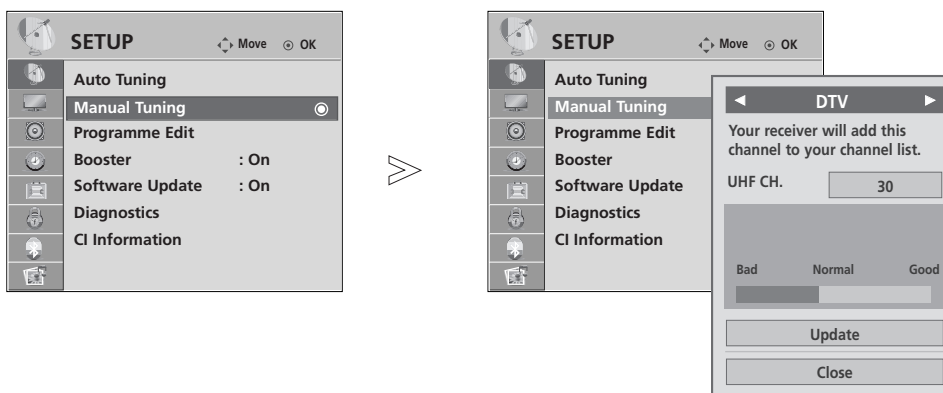 SETUP Move OK
Auto Tuning
Manual Tuning
Programme Edit
Booster : On
Software Update : On
Diagnostics
CI Information
SETUP Move OK
Auto Tuning
Manual Tuning
Programme Edit
Booster
Software Update
Diagnostics
CI Information
DTV
Your receiver will add this
channel to your channel list.
UHF CH. 30
Bad Normal Good
Update
Close